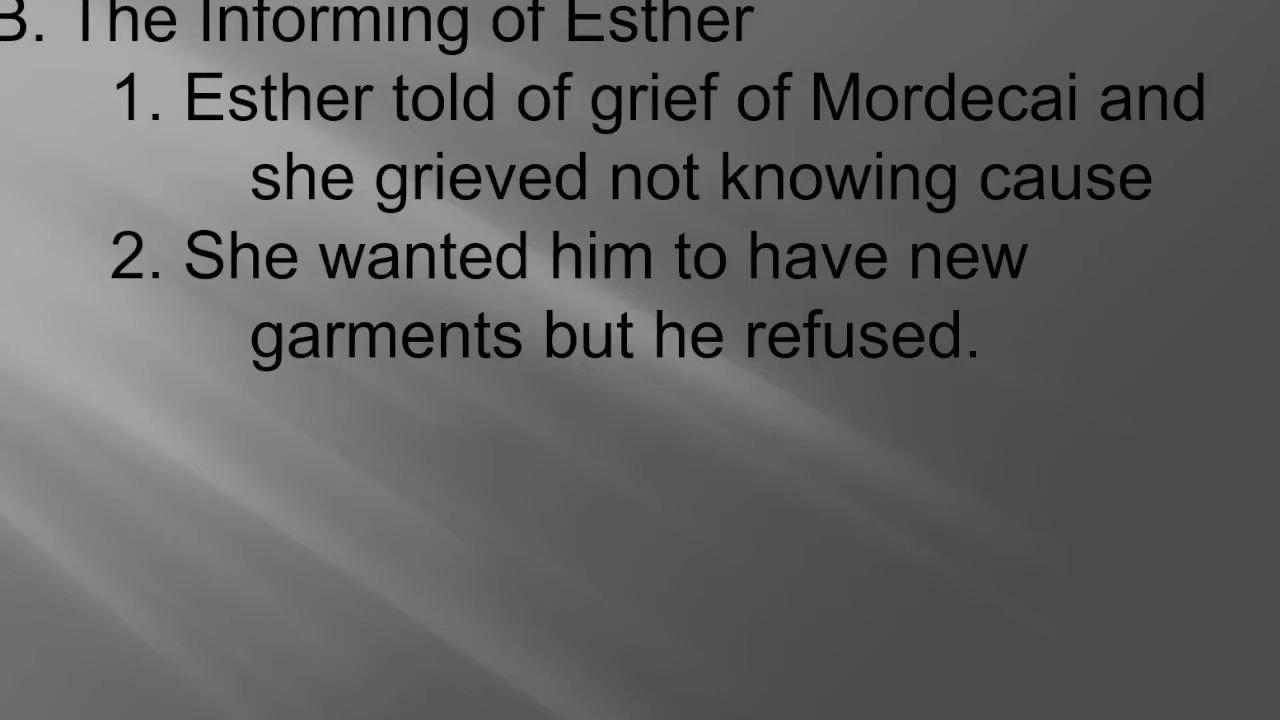 B. The Informing of Esther
1. Esther told of grief of Mordecai and
she grieved not knowing cause
2. She wanted him to have new
garments but he refused.